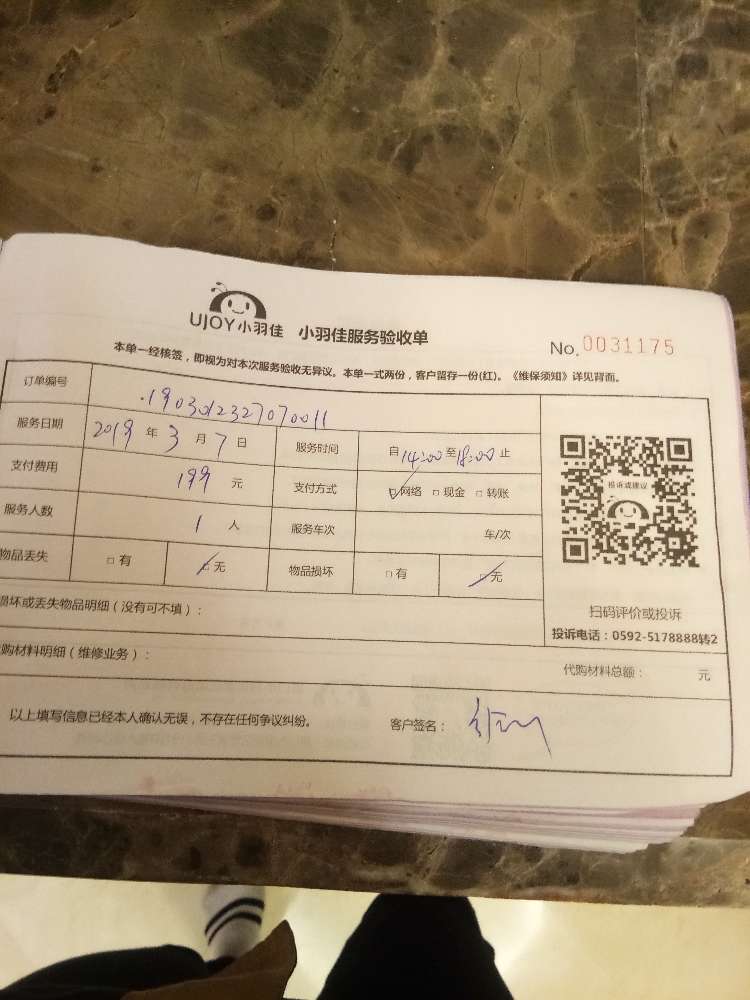 UJOY小羽佳 小羽佳服务验收单
No. 0031175
本单一经核签，即视为对本次服务验收无异议。本单一式两份，客户留存一份(红)。《维保须知》详见背面。
订单编号 1903012327070011
服务日期 2019 年 3 月 7 日 服务时间 自 14:00 至 18:00 止
支付费用 199 元 支付方式 □网络 □现金 □转账
服务人数 1 人 服务车次 车/次
物品丢失 □有 □无 物品损坏 □有 □无
投诉或建议
扫码评价或投诉
投诉电话：0592-5178888转2
损坏或丢失物品明细（没有可不填）：
购材料明细（维修业务）： 代购材料总额： 元
以上填写信息已经本人确认无误，不存在任何争议纠纷。 客户签名：